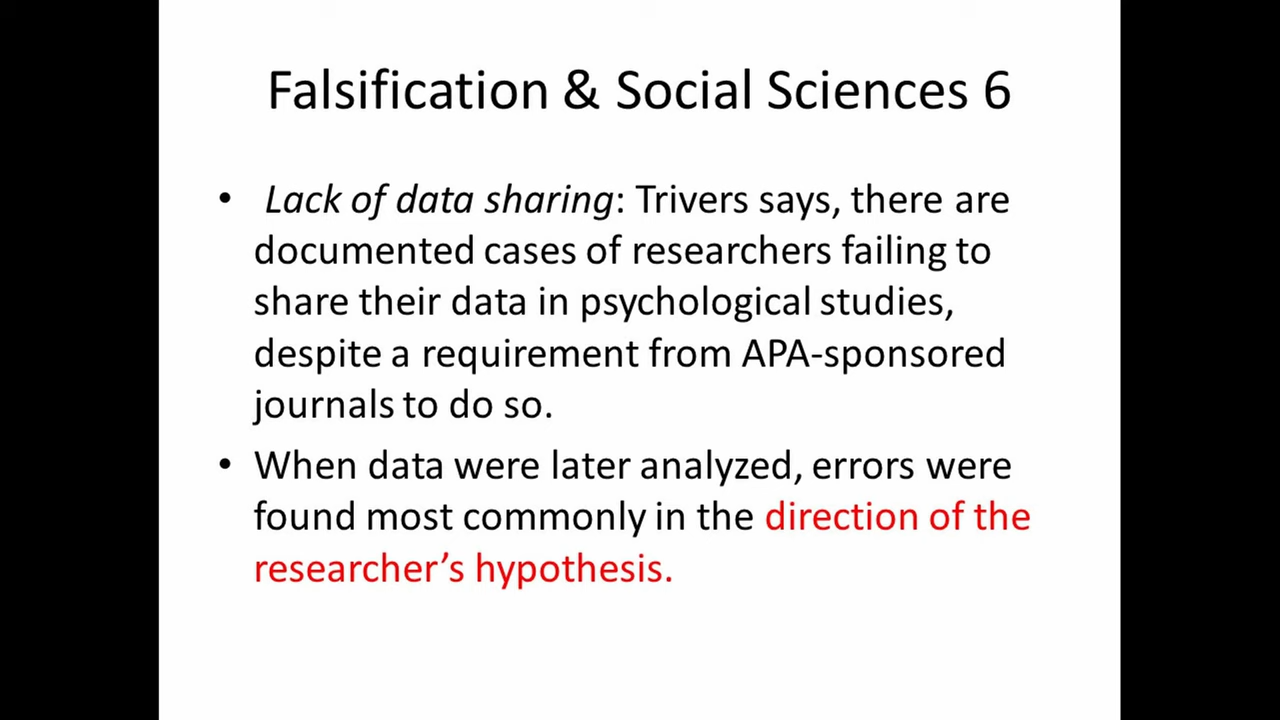 Falsification & Social Sciences 6
• Lack of data sharing: Trivers says, there are
documented cases of researchers failing to
share their data in psychological studies,
despite a requirement from APA-sponsored
journals to do so.
• When data were later analyzed, errors were
found most commonly in the direction of the
researcher’s hypothesis.